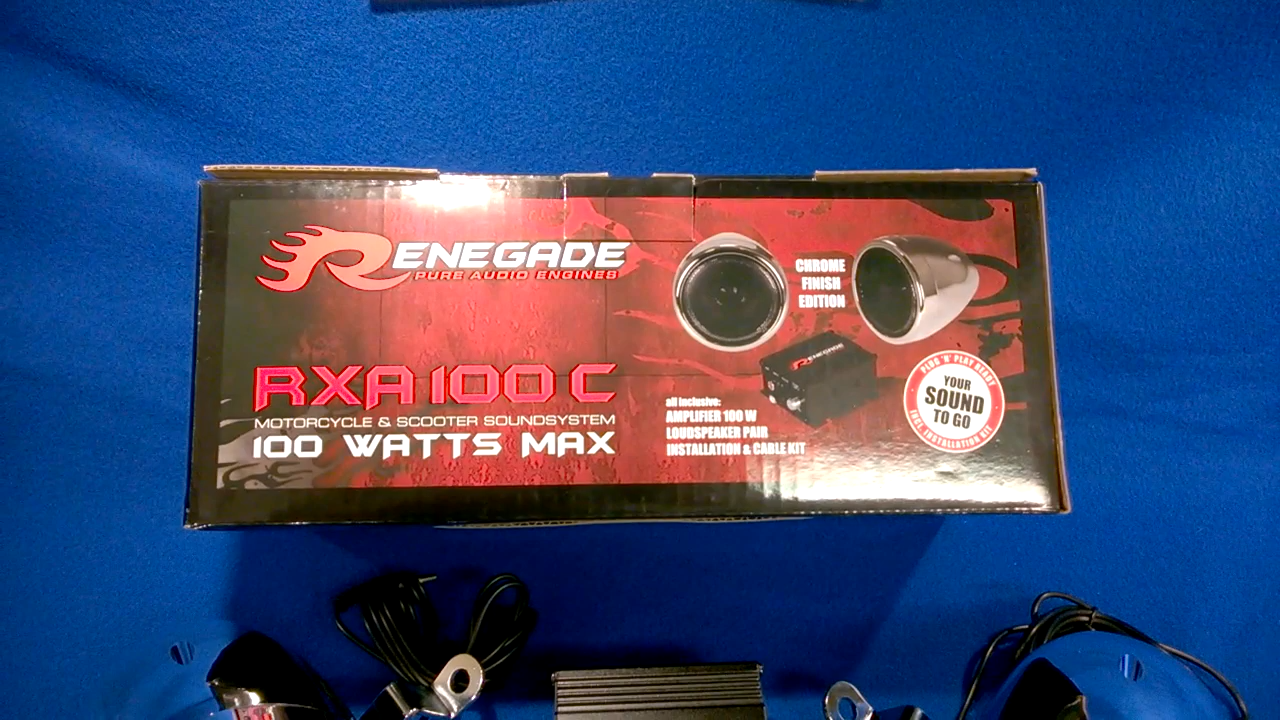 RENEGADE
PURE AUDIO ENGINES
CHROME
FINISH
EDITION
RENEGADE
RXA 100 C
MOTORCYCLE & SCOOTER SOUNDSYSTEM
100 WATTS MAX
all inclusive:
AMPLIFIER 100 W
LOUDSPEAKER PAIR
INSTALLATION & CABLE KIT
PLUG 'N' PLAY READY
YOUR
SOUND
TO GO
INCL. INSTALLATION KIT